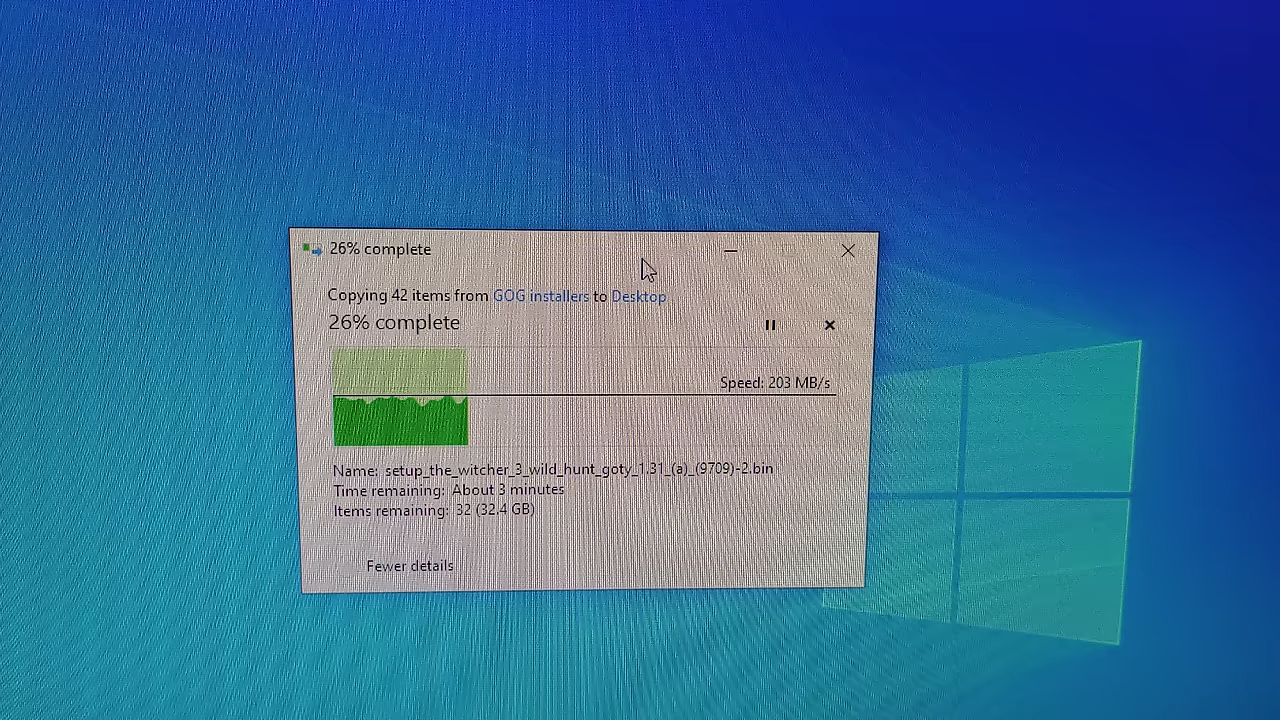 26% complete
Copying 42 items from GOG installers to Desktop
26% complete
Speed: 203 MB/s
Name: setup_the_witcher_3_wild_hunt_goty_1.31_(a)_(9709)-2.bin
Time remaining: About 3 minutes
Items remaining: 32 (32.4 GB)
Fewer details